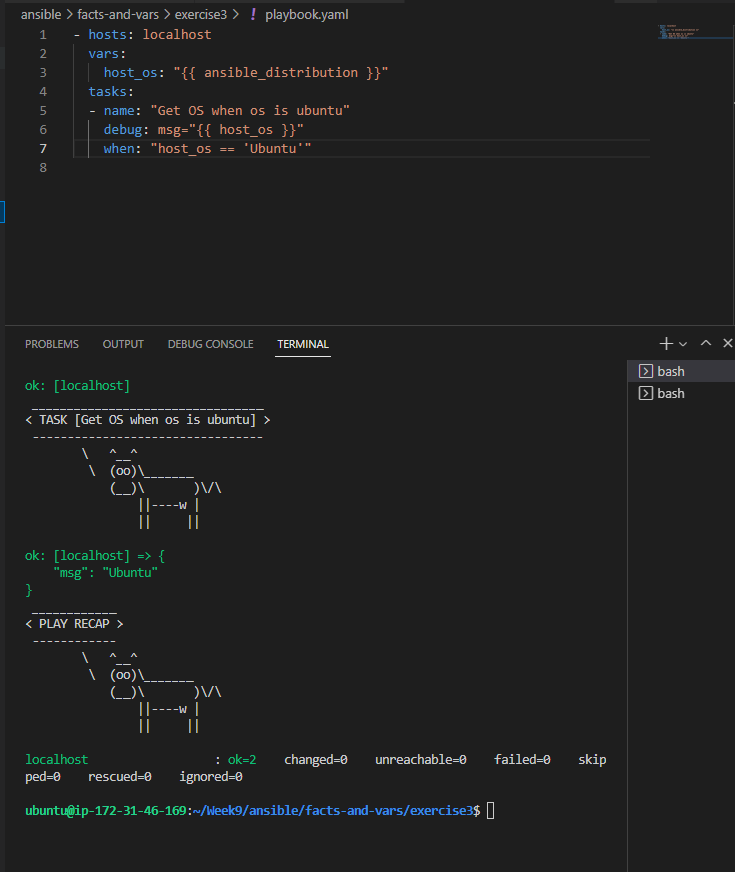 ansible > facts-and-vars > exercise3 > ! playbook.yaml
1 - hosts: localhost
2 vars:
3 host_os: "{{ ansible_distribution }}"
4 tasks:
5 - name: "Get OS when os is ubuntu"
6 debug: msg="{{ host_os }}"
7 when: "host_os == 'Ubuntu'"
8
PROBLEMS OUTPUT DEBUG CONSOLE TERMINAL
bash
bash
ok: [localhost]
 _________________________________
< TASK [Get OS when os is ubuntu] >
 ---------------------------------
        \   ^__^
         \  (oo)\_______
            (__)\       )\/\
                ||----w |
                ||     ||
ok: [localhost] => {
    "msg": "Ubuntu"
}
 ____________
< PLAY RECAP >
 ------------
        \   ^__^
         \  (oo)\_______
            (__)\       )\/\
                ||----w |
                ||     ||
localhost                  : ok=2    changed=0    unreachable=0    failed=0    skip
ped=0    rescued=0    ignored=0
ubuntu@ip-172-31-46-169:~/Week9/ansible/facts-and-vars/exercise3$